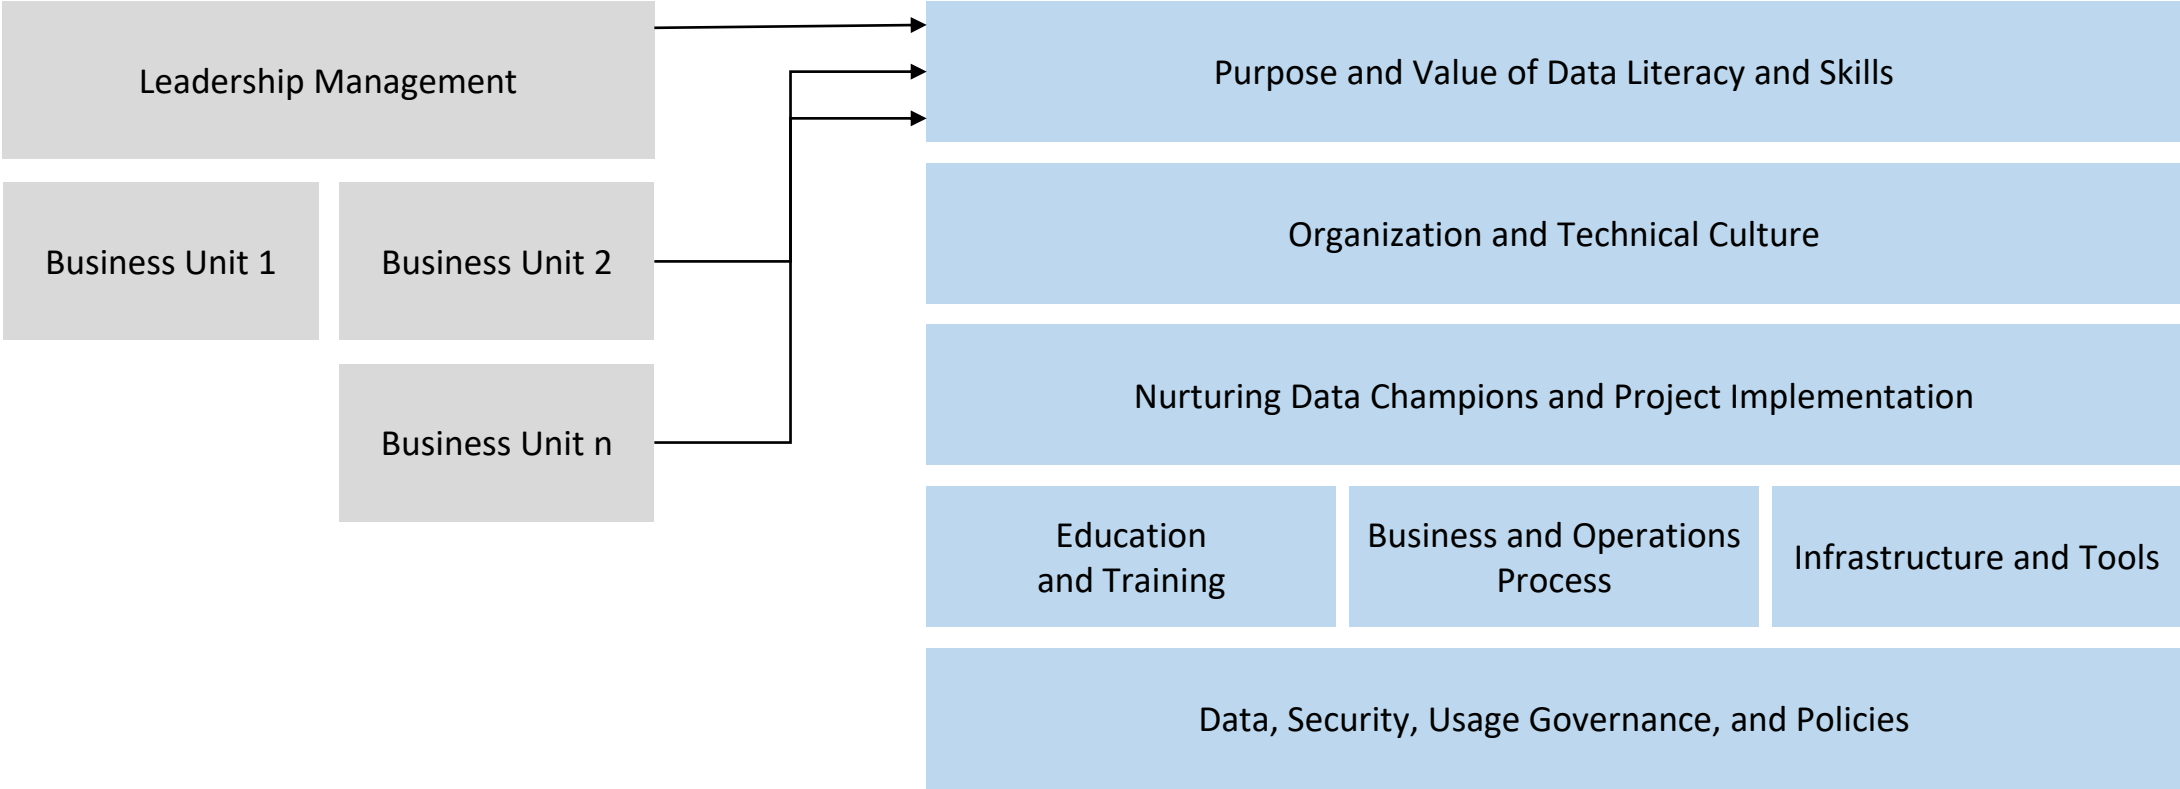 Leadership Management
Business Unit 1
Business Unit 2
Business Unit n
Purpose and Value of Data Literacy and Skills
Organization and Technical Culture
Nurturing Data Champions and Project Implementation
Education
and Training
Business and Operations
Process
Infrastructure and Tools
Data, Security, Usage Governance, and Policies